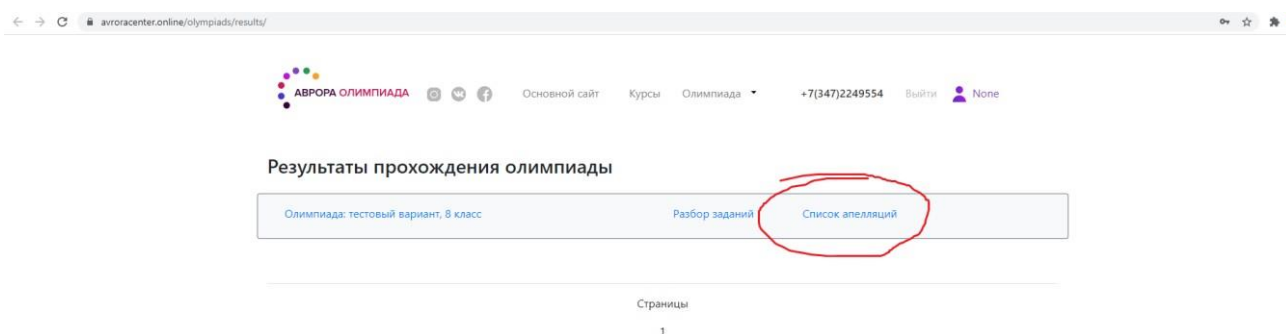 avroracenter.online/olympiads/results/
АВРОРА ОЛИМПИАДА Основной сайт Курсы Олимпиада +7(347)2249554 Выйти None
Результаты прохождения олимпиады
Олимпиада: тестовый вариант, 8 класс Разбор заданий Список апелляций
Страницы
1